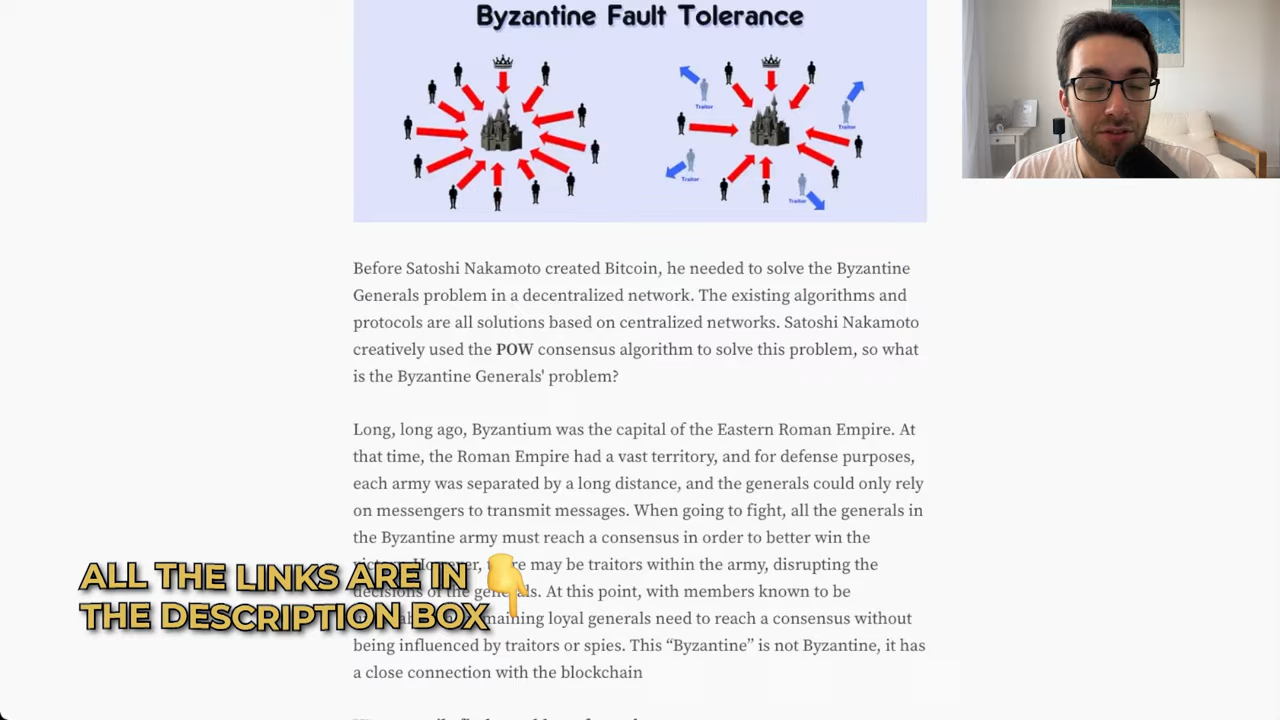 Byzantine Fault Tolerance
Traitor
Traitor
Traitor
Traitor
Before Satoshi Nakamoto created Bitcoin, he needed to solve the Byzantine
Generals problem in a decentralized network. The existing algorithms and
protocols are all solutions based on centralized networks. Satoshi Nakamoto
creatively used the POW consensus algorithm to solve this problem, so what
is the Byzantine Generals' problem?
Long, long ago, Byzantium was the capital of the Eastern Roman Empire. At
that time, the Roman Empire had a vast territory, and for defense purposes,
each army was separated by a long distance, and the generals could only rely
on messengers to transmit messages. When going to fight, all the generals in
the Byzantine army must reach a consensus in order to better win the
However, may be traitors within the army, disrupting the
decisions of the generals. At this point, with members known to be
loyal generals need to reach a consensus without
being influenced by traitors or spies. This “Byzantine” is not Byzantine, it has
a close connection with the blockchain
ALL THE LINKS ARE IN
THE DESCRIPTION BOX